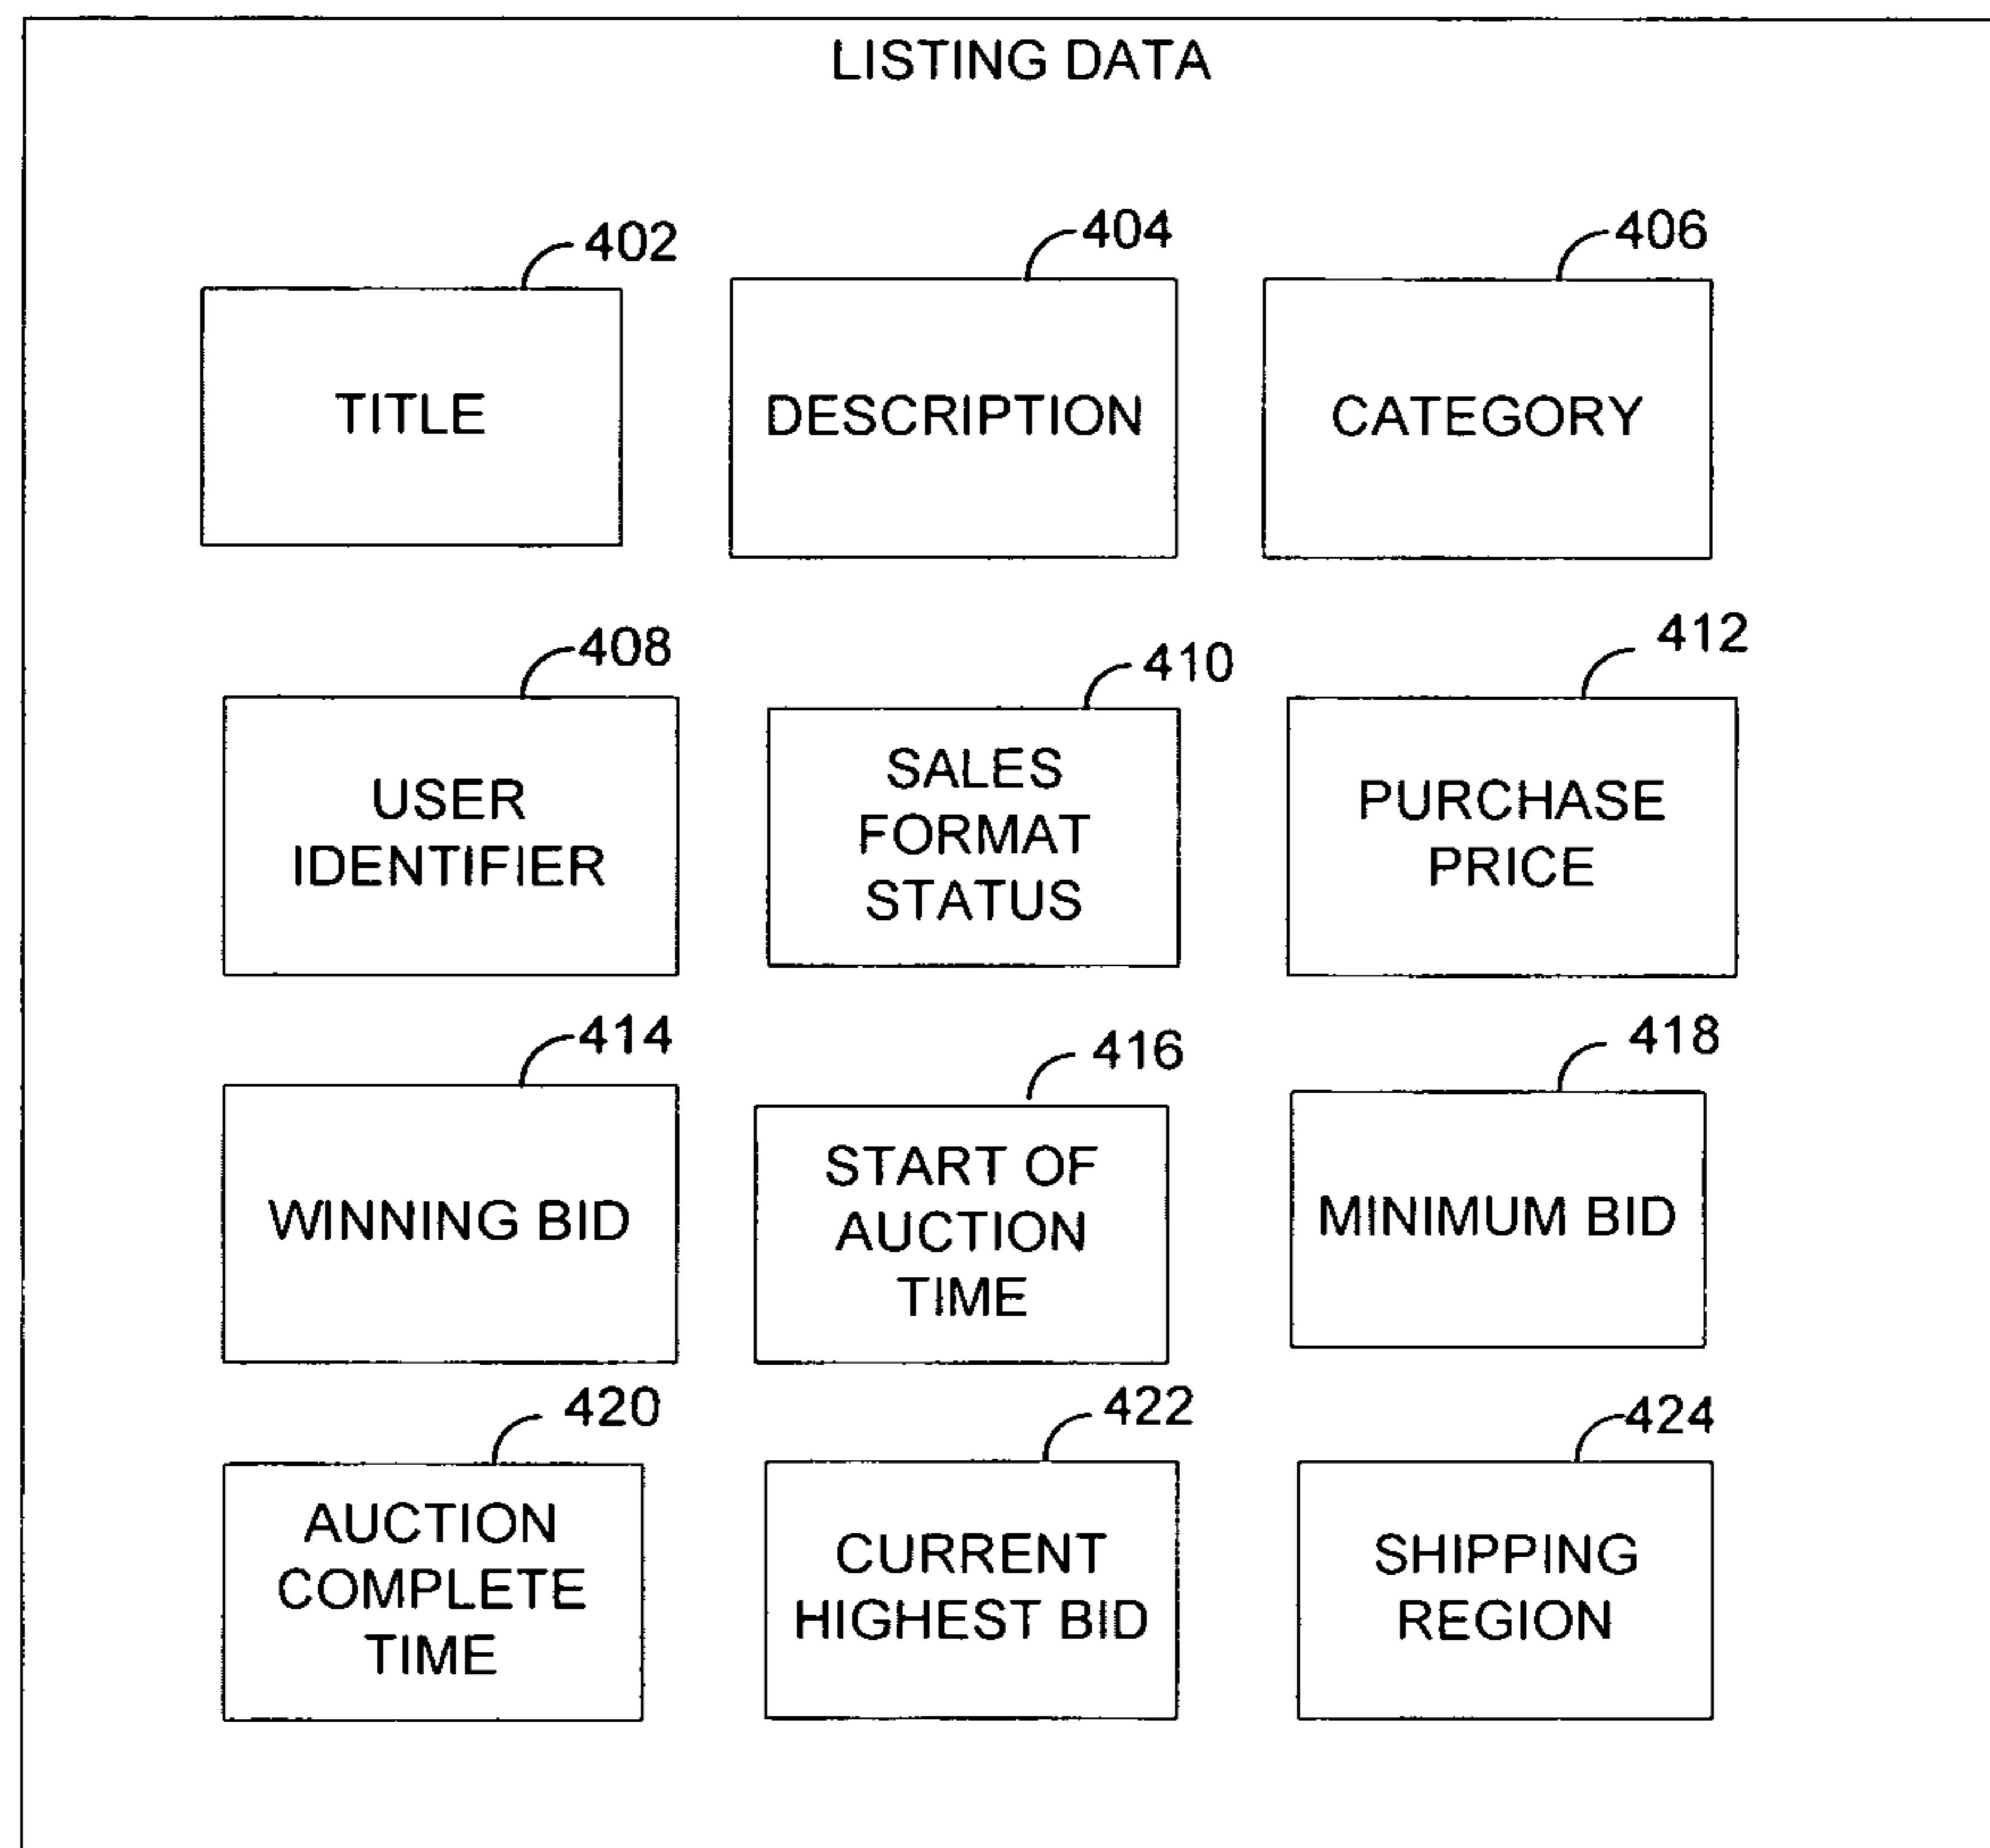 LISTING DATA
402
404
406
TITLE
DESCRIPTION
CATEGORY
408
410
412
USER
IDENTIFIER
SALES
FORMAT
STATUS
PURCHASE
PRICE
414
416
418
WINNING BID
START OF
AUCTION
TIME
MINIMUM BID
420
422
424
AUCTION
COMPLETE
TIME
CURRENT
HIGHEST BID
SHIPPING
REGION